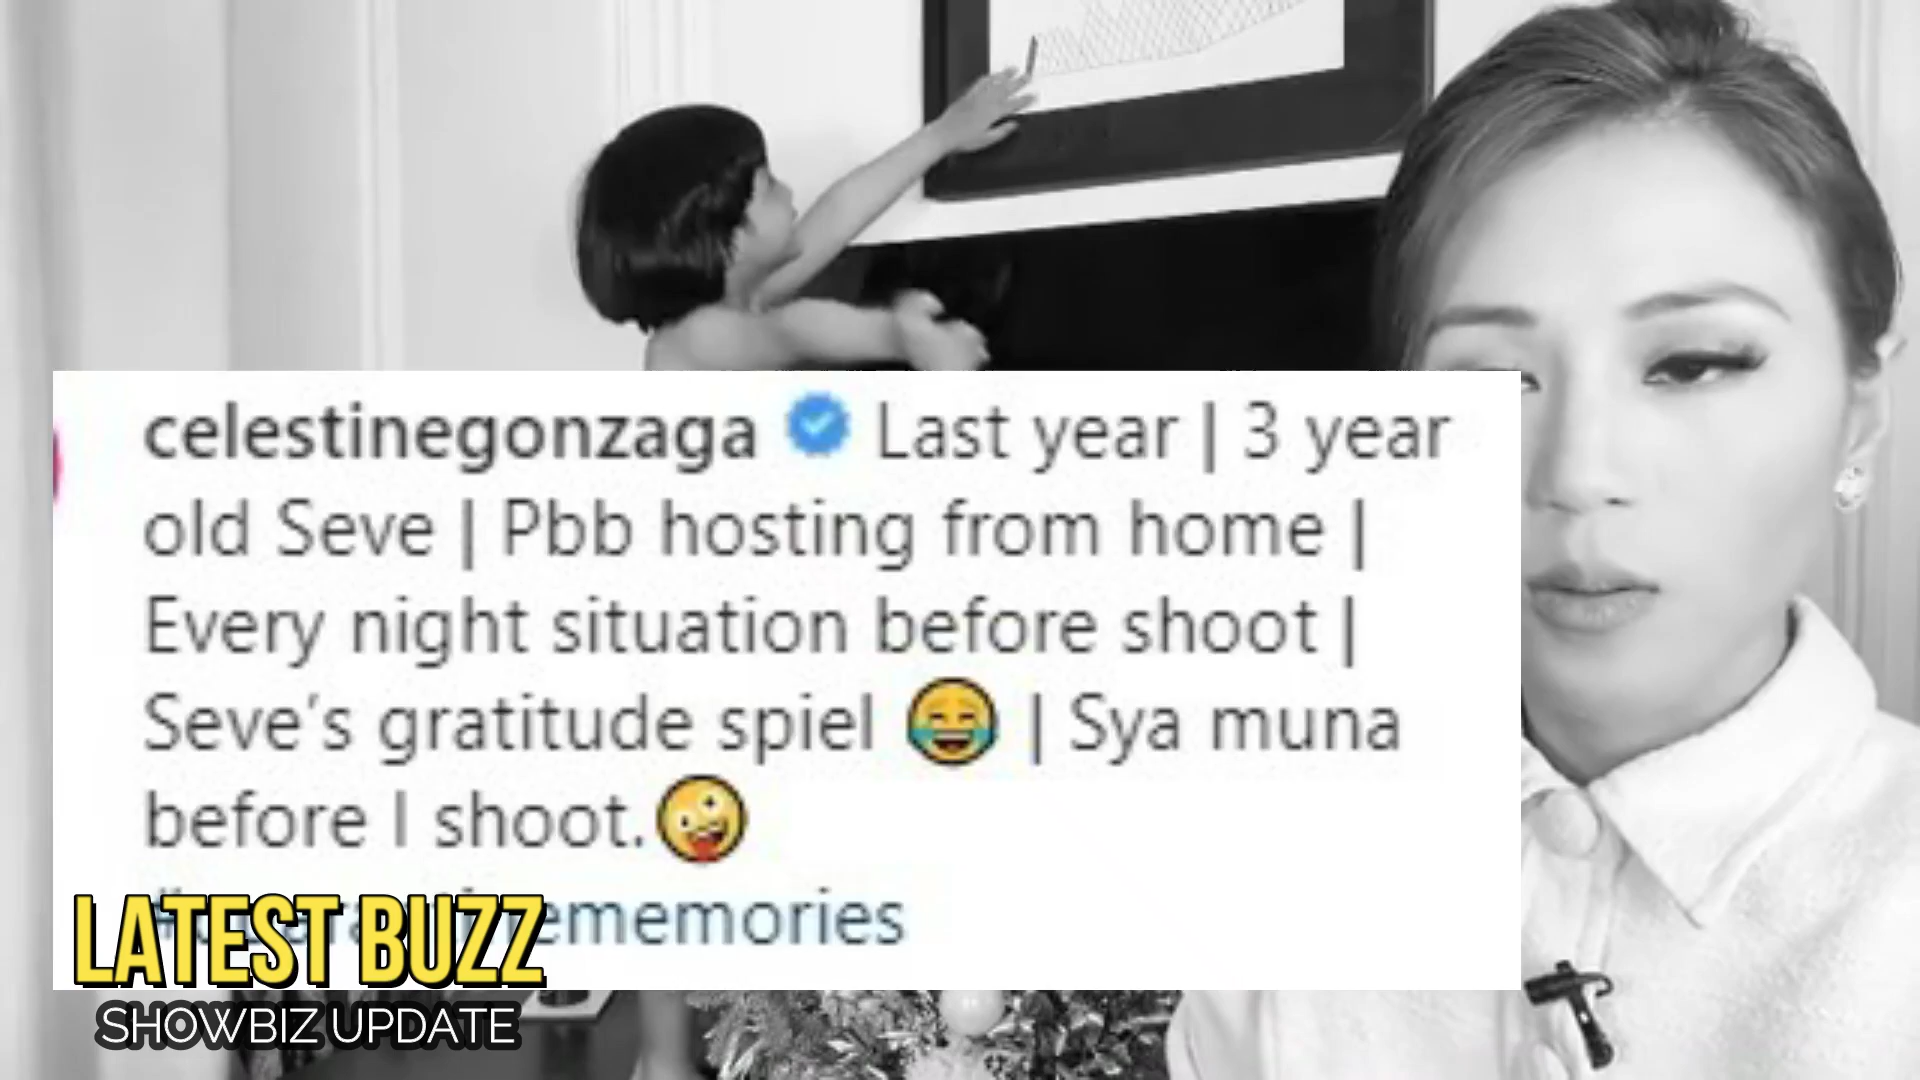 celestinegonzaga Last year | 3 year
old Seve | Pbb hosting from home |
Every night situation before shoot |
Seve's gratitude spiel 😂 | Sya muna
before I shoot.🤪
ememories
LATEST BUZZ
SHOWBIZ UPDATE